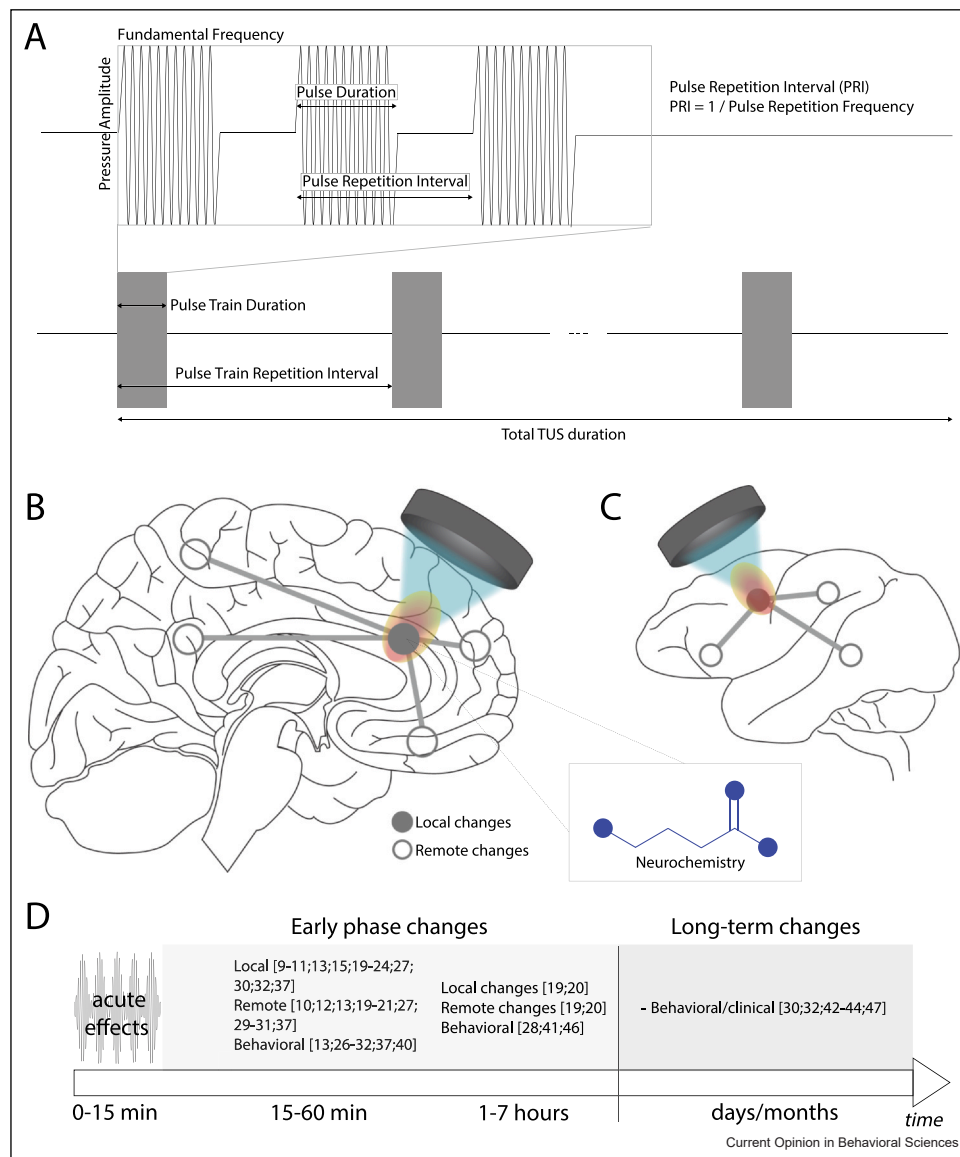 A
Fundamental Frequency
Pressure Amplitude
Pulse Duration
Pulse Repetition Interval
Pulse Repetition Interval (PRI)
PRI = 1 / Pulse Repetition Frequency
Pulse Train Duration
Pulse Train Repetition Interval
Total TUS duration
B
C
Local changes
Remote changes
Neurochemistry
D
Early phase changes
Long-term changes
acute
effects
Local [9-11;13;15;19-24;27;
30;32;37]
Remote [10;12;13;19-21;27;
29-31;37]
Behavioral [13;26-32;37;40]
Local changes [19;20]
Remote changes [19;20]
Behavioral [28;41;46]
- Behavioral/clinical [30;32;42-44;47]
0-15 min
15-60 min
1-7 hours
days/months
time
Current Opinion in Behavioral Sciences